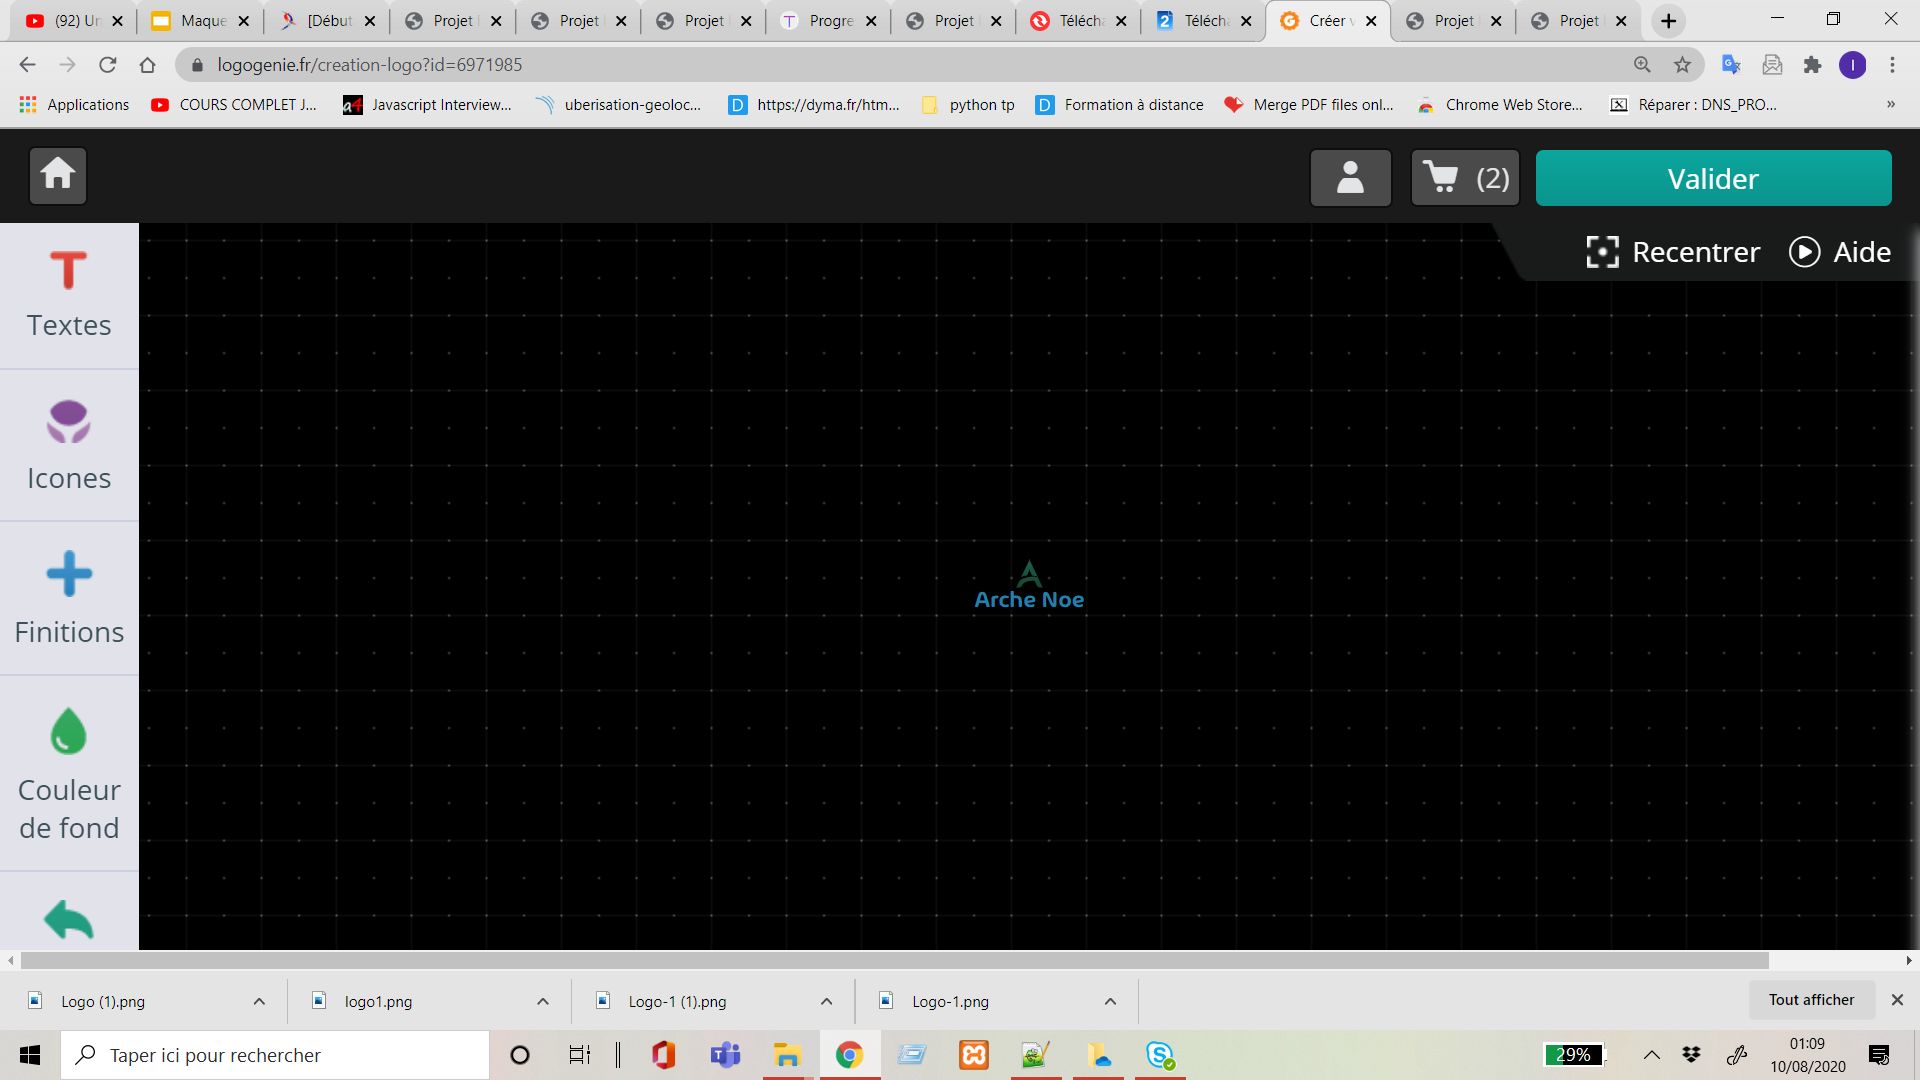 (92) Un
Maque
[Début
Projet
Projet
Projet
Progre
Projet
Téléch
Téléch
Créer v
Projet
Projet
logogenie.fr/creation-logo?id=6971985
Applications
COURS COMPLET J...
Javascript Interview...
uberisation-geoloc...
https://dyma.fr/htm...
python tp
Formation à distance
Merge PDF files onl...
Chrome Web Store...
Réparer : DNS_PRO...
(2)
Valider
Recentrer
Aide
Textes
Icones
Finitions
Couleur
de fond
Arche Noe
Logo (1).png
logo1.png
Logo-1 (1).png
Logo-1.png
Tout afficher
Taper ici pour rechercher
29%
01:09
10/08/2020